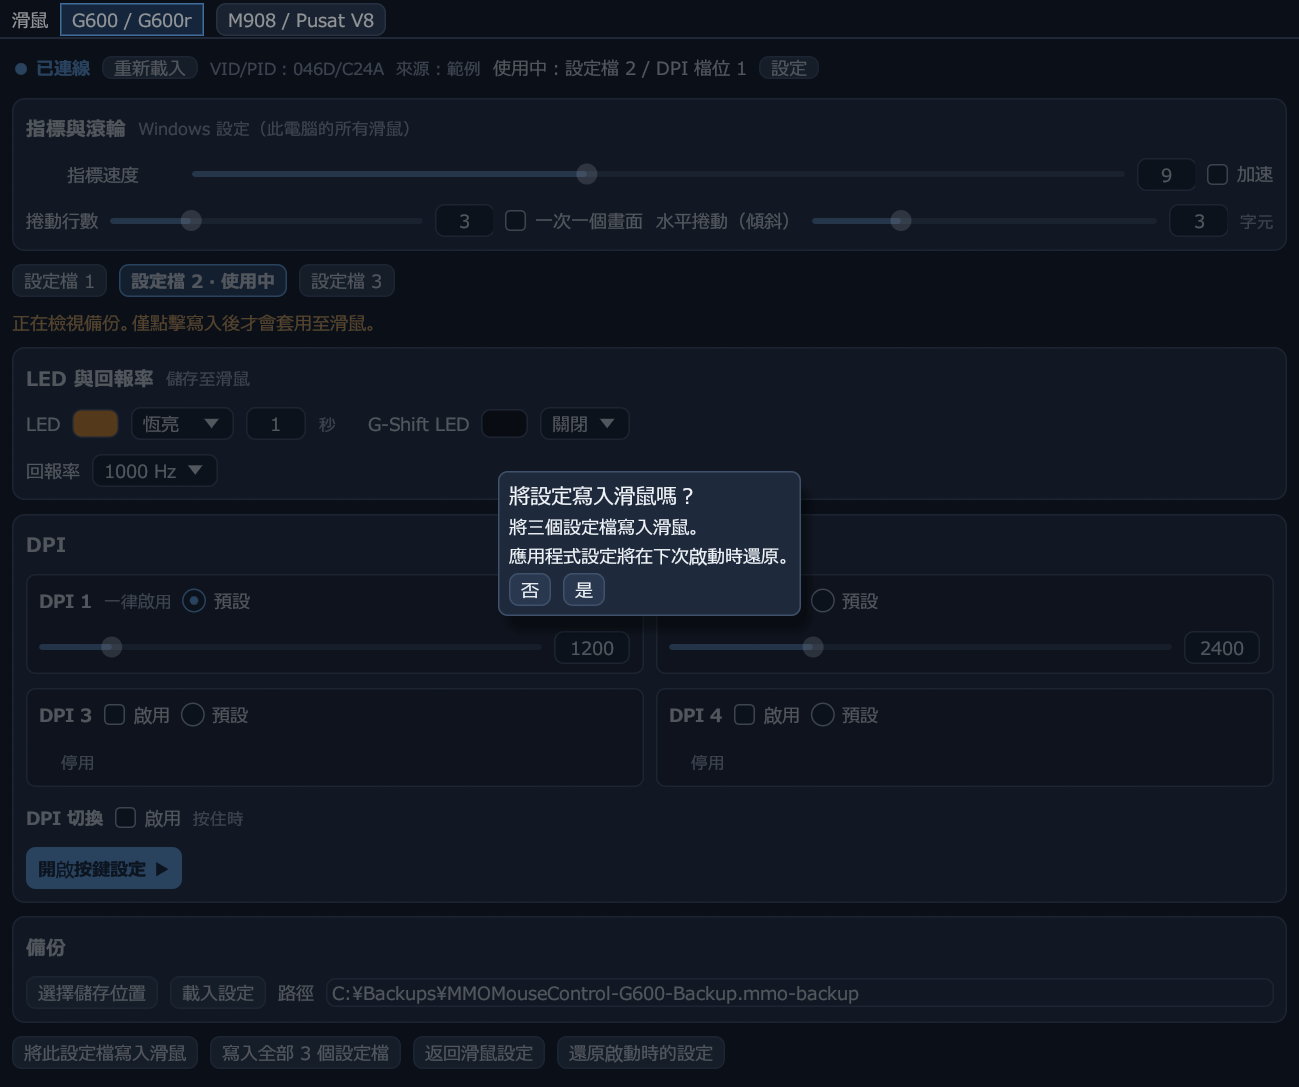 滑鼠 G600 / G600r M908 / Pusat V8
已連線 重新載入 VID/PID：046D/C24A 來源：範例 使用中：設定檔 2 / DPI 檔位 1 設定
指標與滾輪 Windows 設定（此電腦的所有滑鼠）
指標速度 9 加速
捲動行數 3 一次一個畫面 水平捲動（傾斜） 3 字元
設定檔 1 設定檔 2 · 使用中 設定檔 3
正在檢視備份。僅點擊寫入後才會套用至滑鼠。
LED 與回報率 儲存至滑鼠
LED 恆亮 ▼ 1 秒 G-Shift LED 關閉 ▼
回報率 1000 Hz ▼
將設定寫入滑鼠嗎？
將三個設定檔寫入滑鼠。
應用程式設定將在下次啟動時還原。
否 是
DPI
DPI 1 一律啟用 預設 預設
1200 2400
DPI 3 啟用 預設 DPI 4 啟用 預設
停用 停用
DPI 切換 啟用 按住時
開啟按鍵設定 ▶
備份
選擇儲存位置 載入設定 路徑 C:¥Backups¥MMOMouseControl-G600-Backup.mmo-backup
將此設定檔寫入滑鼠 寫入全部 3 個設定檔 返回滑鼠設定 還原啟動時的設定